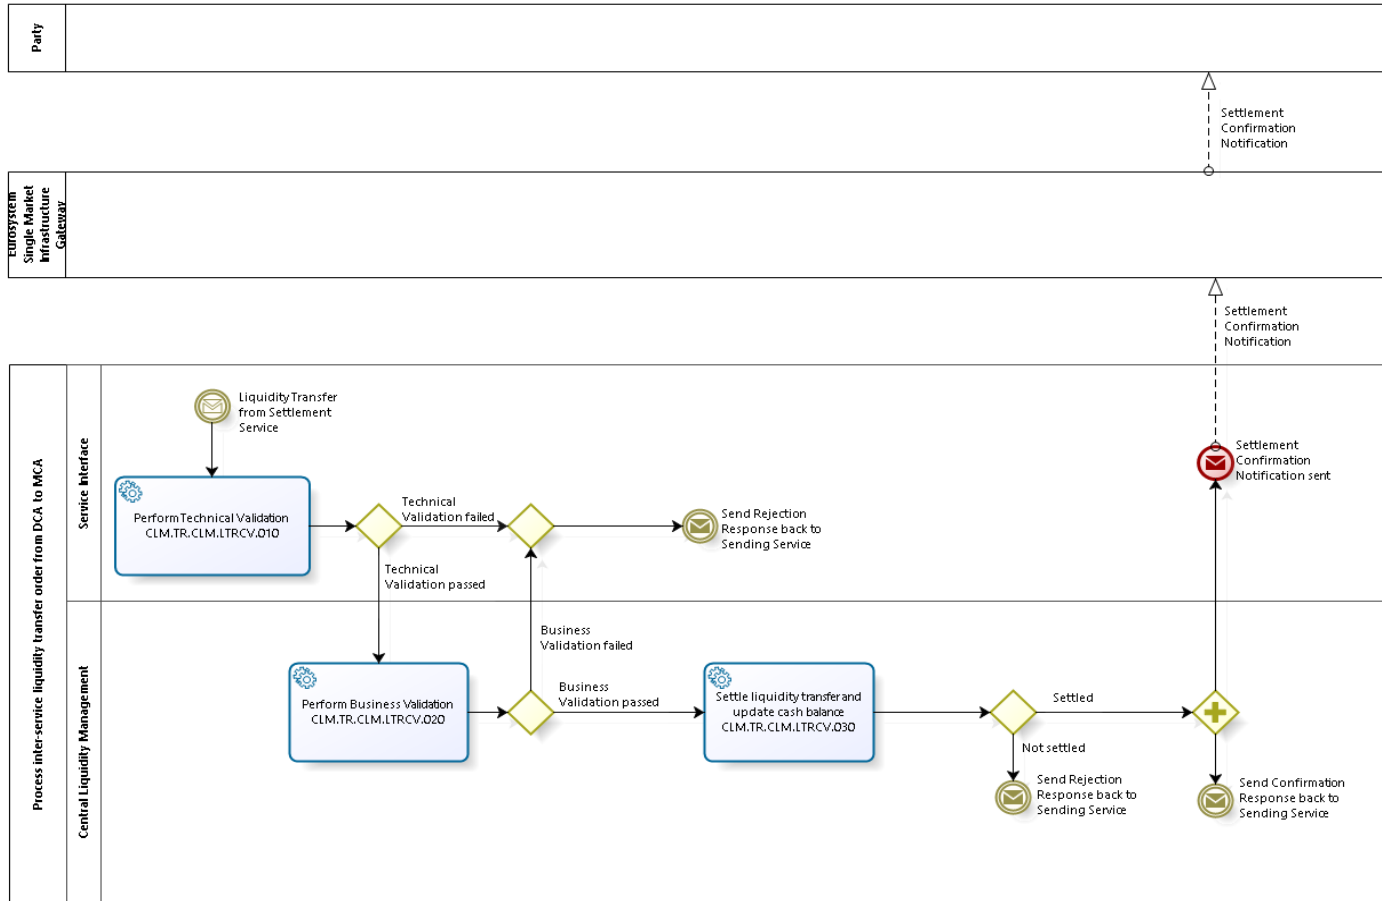 Party
Settlement
Confirmation
Notification
Eurosystem
Single Market
Infrastructure
Gateway
Settlement
Confirmation
Notification
Process inter-service liquidity transfer order from DCA to MCA
Service Interface
Liquidity Transfer
from Settlement
Service
Settlement
Confirmation
Notification sent
Perform Technical Validation
CLM.TR.CLM.LTRCV.010
Technical
Validation failed
Send Rejection
Response back to
Sending Service
Technical
Validation passed
Central Liquidity Management
Business
Validation failed
Perform Business Validation
CLM.TR.CLM.LTRCV.020
Business
Validation passed
Settle liquidity transfer and
update cash balance
CLM.TR.CLM.LTRCV.030
Settled
Not settled
Send Rejection
Response back to
Sending Service
Send Confirmation
Response back to
Sending Service